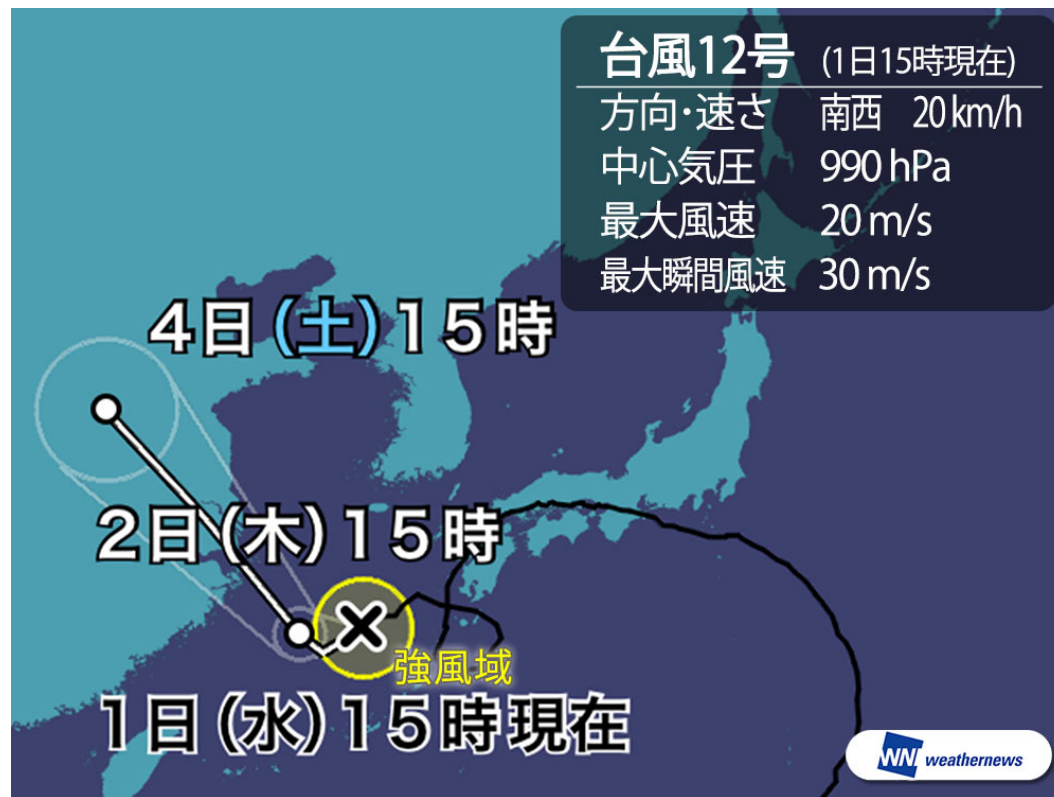 台風12号 (1日15時現在)
方向・速さ 南西 20 km/h
中心気圧 990 hPa
最大風速 20 m/s
最大瞬間風速 30 m/s
4日(土)15時
2日(木)15時
強風域
1日(水)15時現在
WNI weathernews